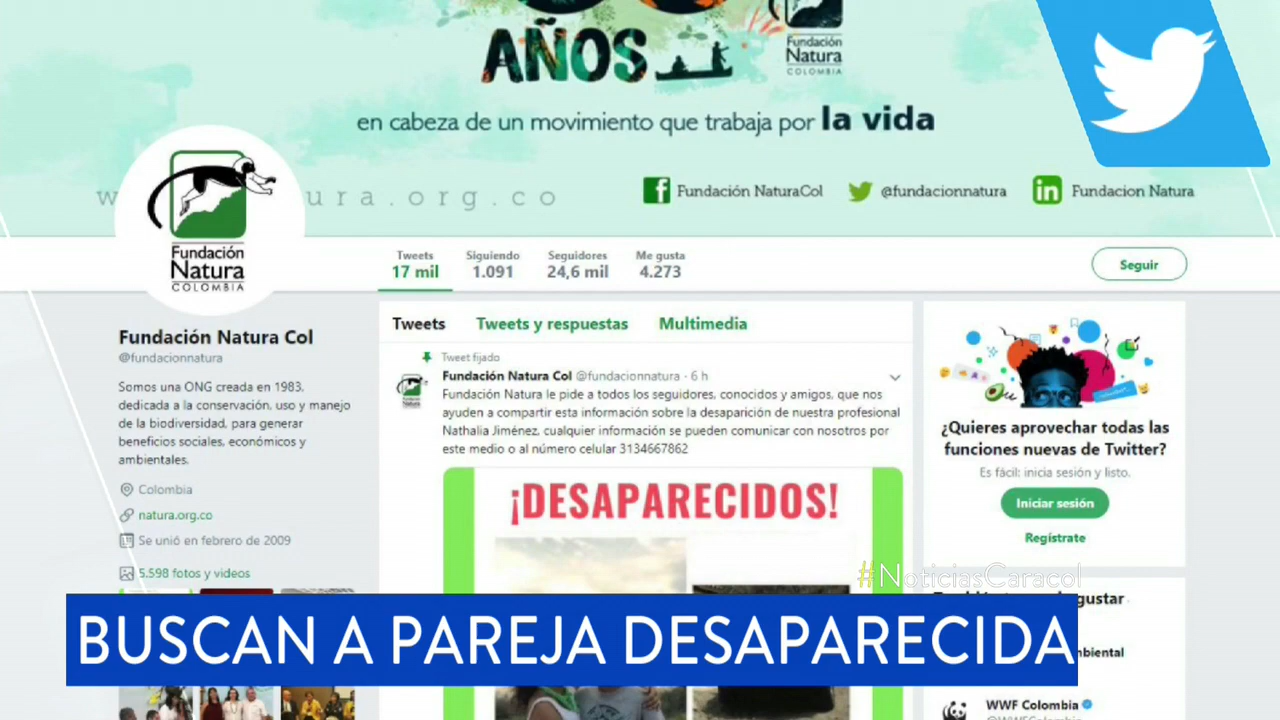 AÑOS
Fundación
Natura
COLOMBIA
en cabeza de un movimiento que trabaja por la vida
ura.org.co
Fundación NaturaCol
@fundacionnatura
Fundacion Natura
Fundación
Natura
COLOMBIA
Tweets
17 mil
Siguiendo
1.091
Seguidores
24,6 mil
Me gusta
4.273
Seguir
Fundación Natura Col
@fundacionnatura
Somos una ONG creada en 1983,
dedicada a la conservación, uso y manejo
de la biodiversidad, para generar
beneficios sociales, económicos y
ambientales.
Colombia
natura.org.co
Se unió en febrero de 2009
5.598 fotos y videos
Tweets
Tweets y respuestas
Multimedia
Tweet fijado
Fundación Natura Col @fundacionnatura · 6 h
Fundación Natura le pide a todos los seguidores, conocidos y amigos, que nos
ayuden a compartir esta información sobre la desaparición de nuestra profesional
Nathalia Jiménez, cualquier información se pueden comunicar con nosotros por
este medio o al número celular 3134667862
¡DESAPARECIDOS!
¿Quieres aprovechar todas las
funciones nuevas de Twitter?
Es fácil: inicia sesión y listo.
Iniciar sesión
Regístrate
#NoticiasCaracol
gustar
mbiental
WWF Colombia
BUSCAN A PAREJA DESAPARECIDA